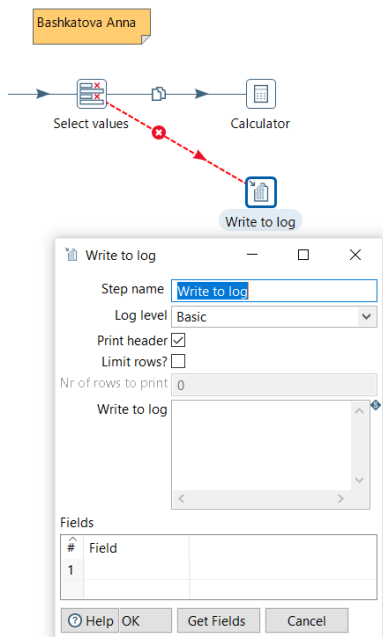 Bashkatova Anna
Select values
Calculator
Write to log
Write to log
Step name Write to log
Log level Basic
Print header
Limit rows?
Nr of rows to print 0
Write to log
Fields
# Field
1
Help OK Get Fields Cancel